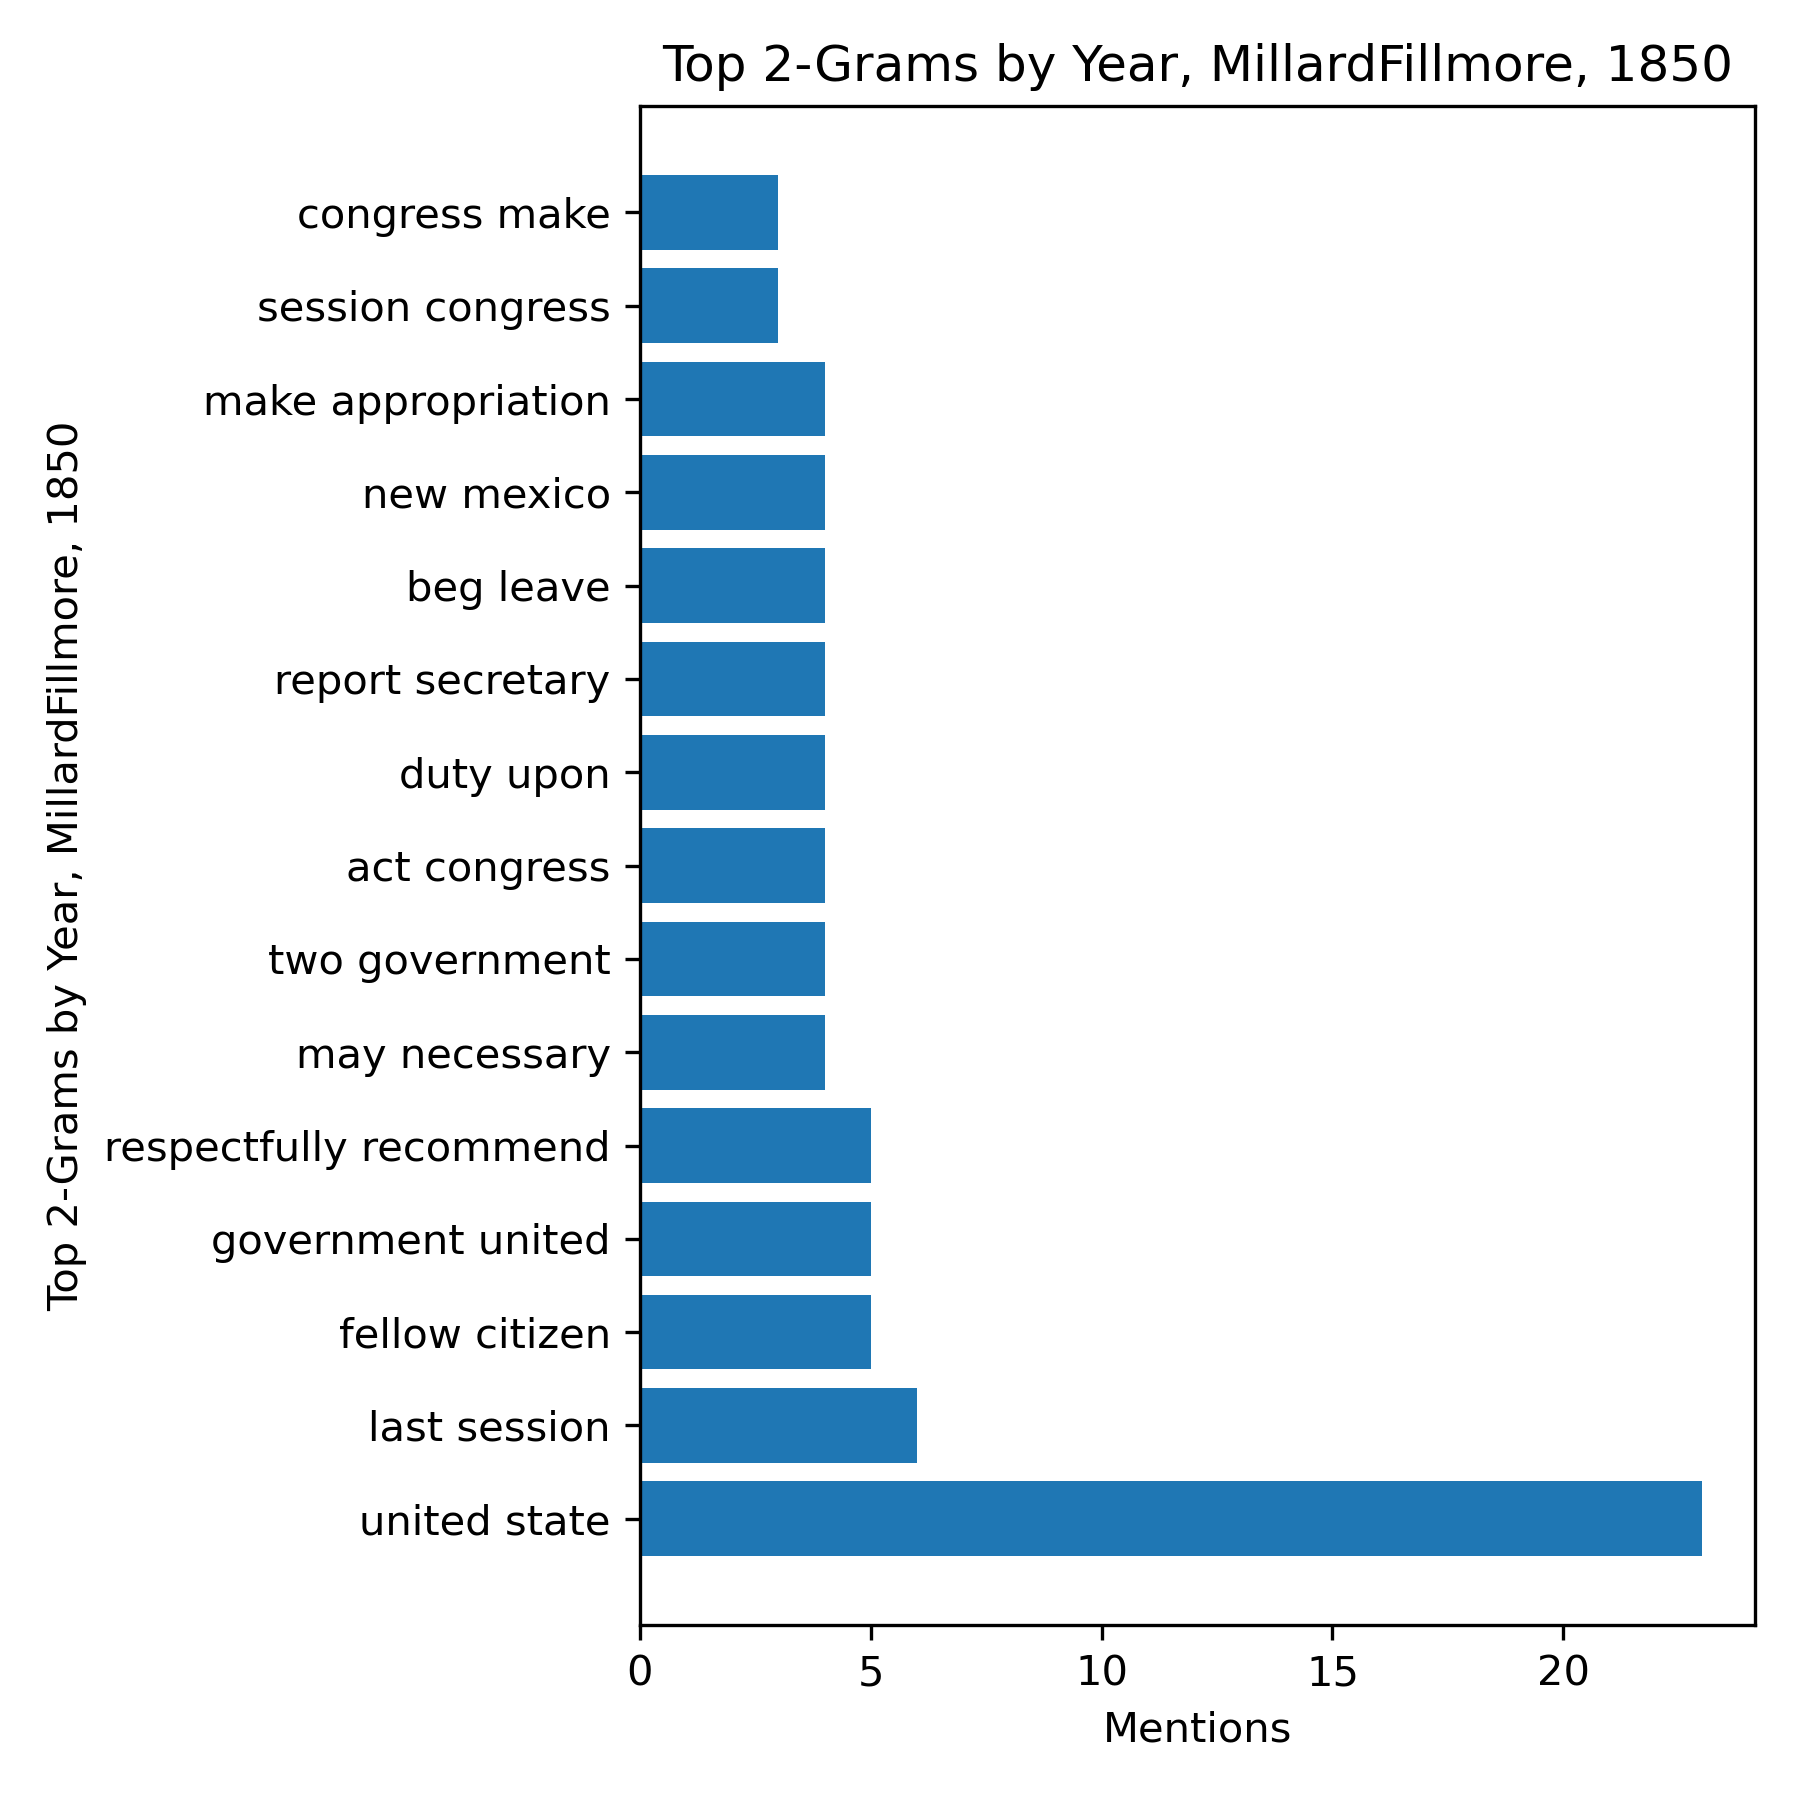 Top 2-Grams by Year, MillardFillmore, 1850
congress make
session congress
make appropriation
new mexico
beg leave
report secretary
duty upon
act congress
two government
may necessary
respectfully recommend
government united
fellow citizen
last session
united state
Top 2-Grams by Year, MillardFillmore, 1850
0 5 10 15 20
Mentions